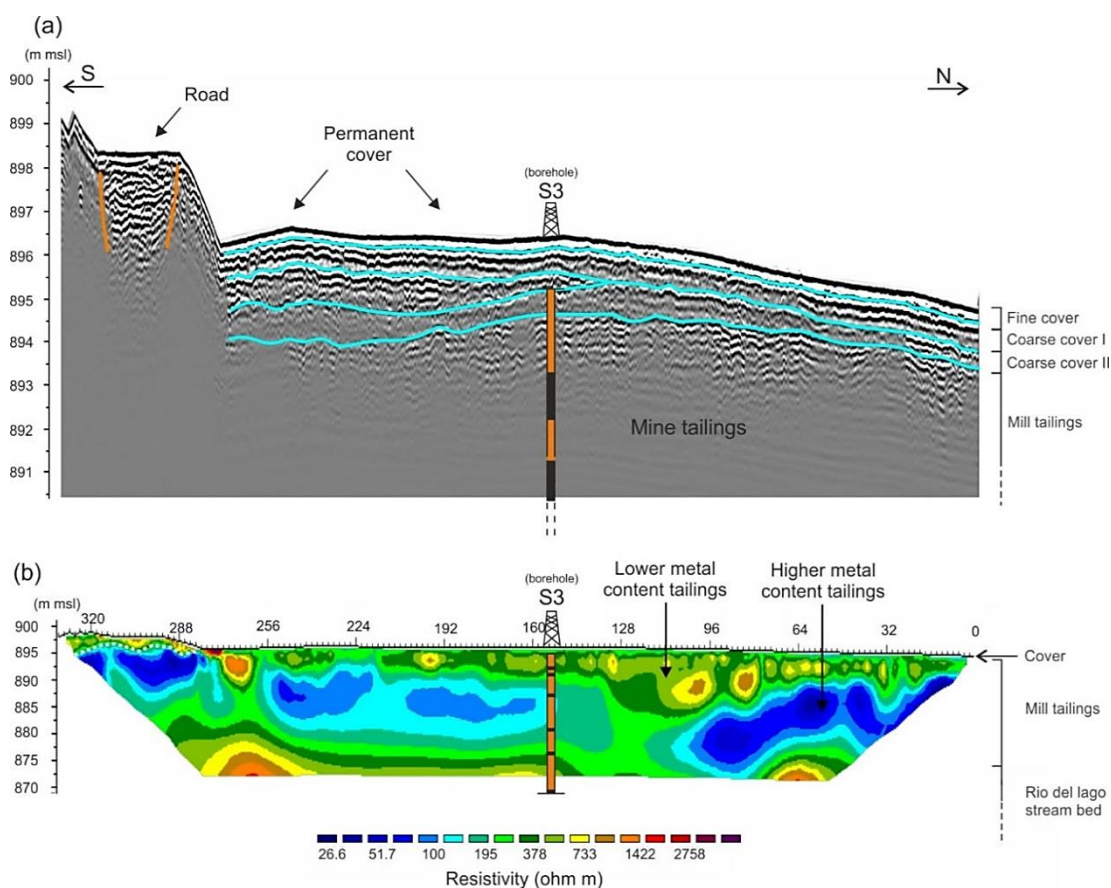 (a)
(m msl)
900
S
N
Road
899
Permanent
cover
898
(borehole)
S3
897
896
895
Fine cover
Coarse cover I
894
Coarse cover II
893
892
Mine tailings
Mill tailings
891
(b)
(m msl)
Lower metal
content tailings
Higher metal
content tailings
(borehole)
S3
320 288 256 224 192 160 128 96 64 32 0
900
895
Cover
890
885
Mill tailings
880
875
870
Rio del lago
stream bed
26.6 51.7 100 195 378 733 1422 2758
Resistivity (ohm m)